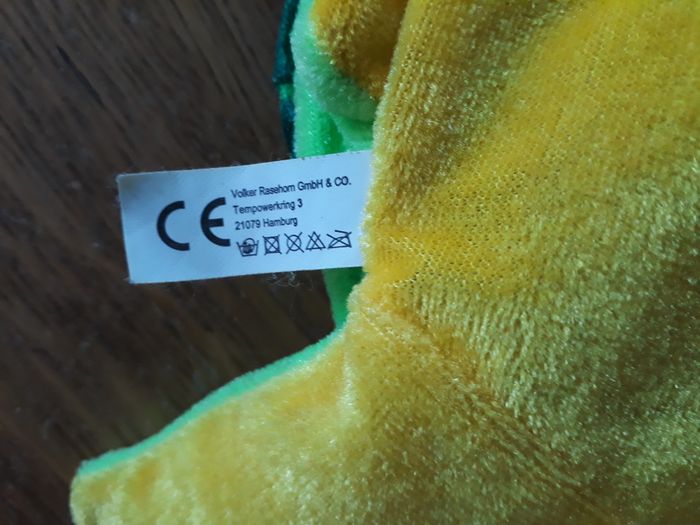 CE
Volker Rasehorn GmbH & CO.
Tempowerkring 3
21079 Hamburg